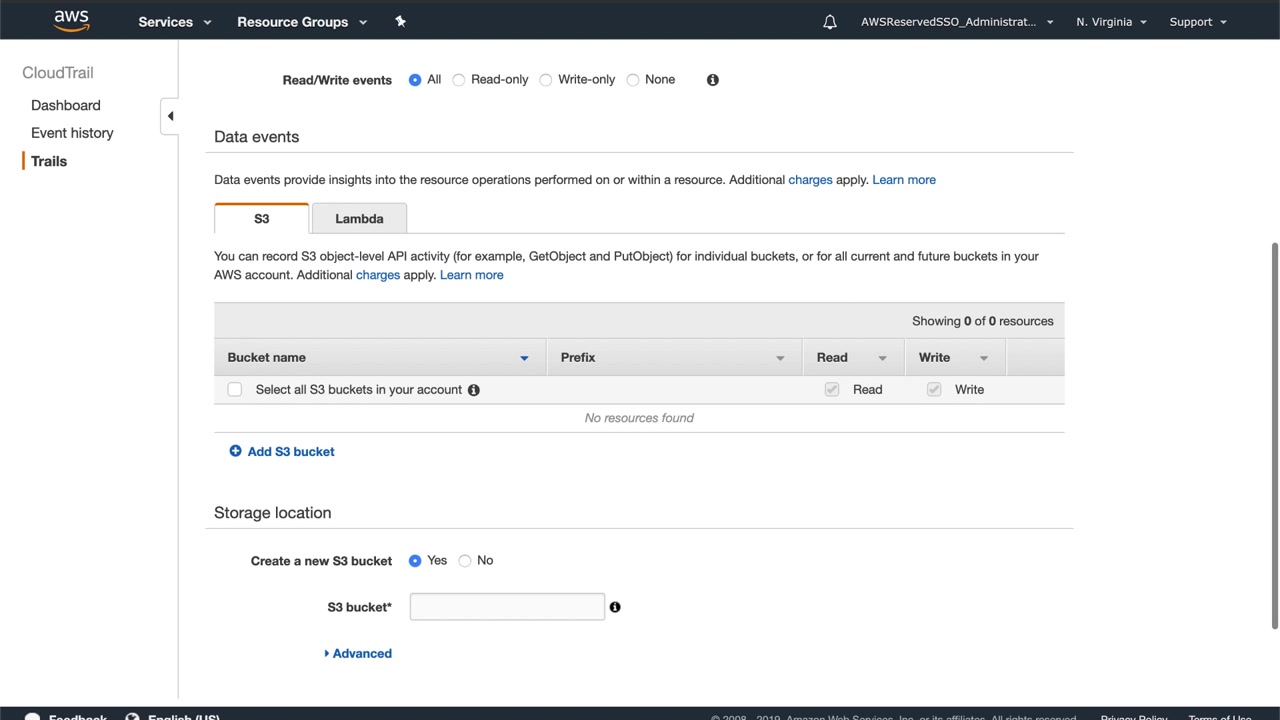 aws Services Resource Groups AWSReservedSSO_Administrat... N. Virginia Support
CloudTrail
Dashboard
Event history
Trails
Read/Write events All Read-only Write-only None
Data events
Data events provide insights into the resource operations performed on or within a resource. Additional charges apply. Learn more
S3 Lambda
You can record S3 object-level API activity (for example, GetObject and PutObject) for individual buckets, or for all current and future buckets in your
AWS account. Additional charges apply. Learn more
Showing 0 of 0 resources
Bucket name Prefix Read Write
Select all S3 buckets in your account Read Write
No resources found
Add S3 bucket
Storage location
Create a new S3 bucket Yes No
S3 bucket*
Advanced
Feedback English (US) © 2008 - 2019, Amazon Web Services, Inc. or its affiliates. All rights reserved. Privacy Policy Terms of Use